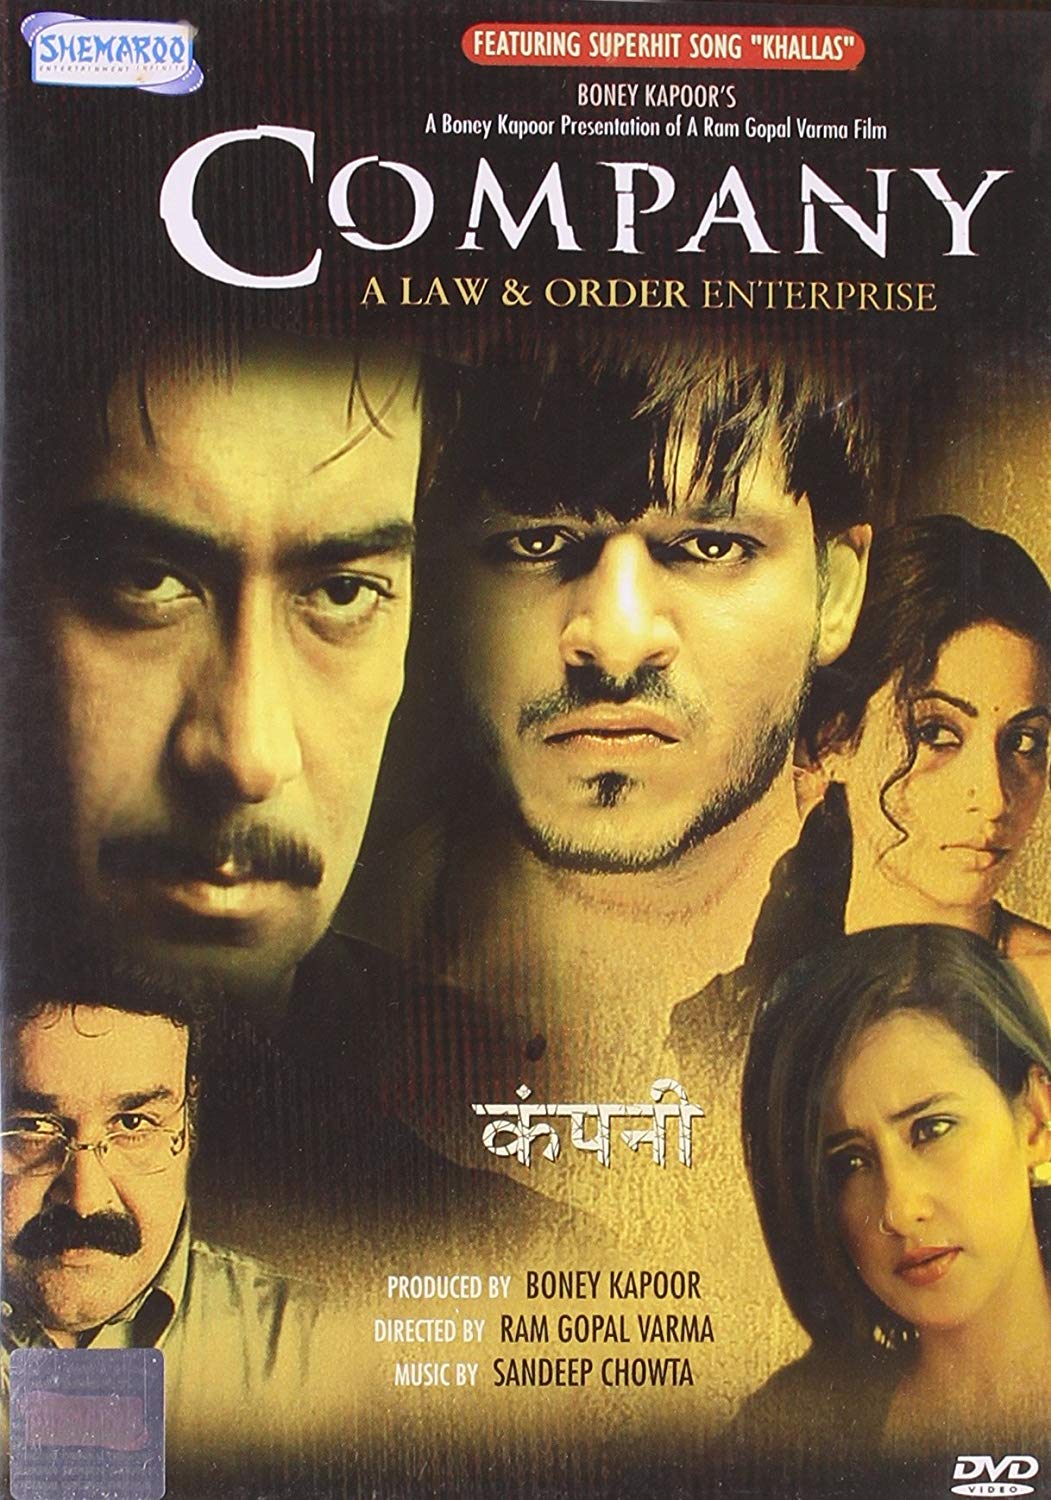 SHEMAROO
ENTERTAINMENT INFINITE
FEATURING SUPERHIT SONG "KHALLAS"
BONEY KAPOOR'S
A Boney Kapoor Presentation of A Ram Gopal Varma Film
COMPANY
A LAW & ORDER ENTERPRISE
कंपनी
PRODUCED BY BONEY KAPOOR
DIRECTED BY RAM GOPAL VARMA
MUSIC BY SANDEEP CHOWTA
DVD
VIDEO